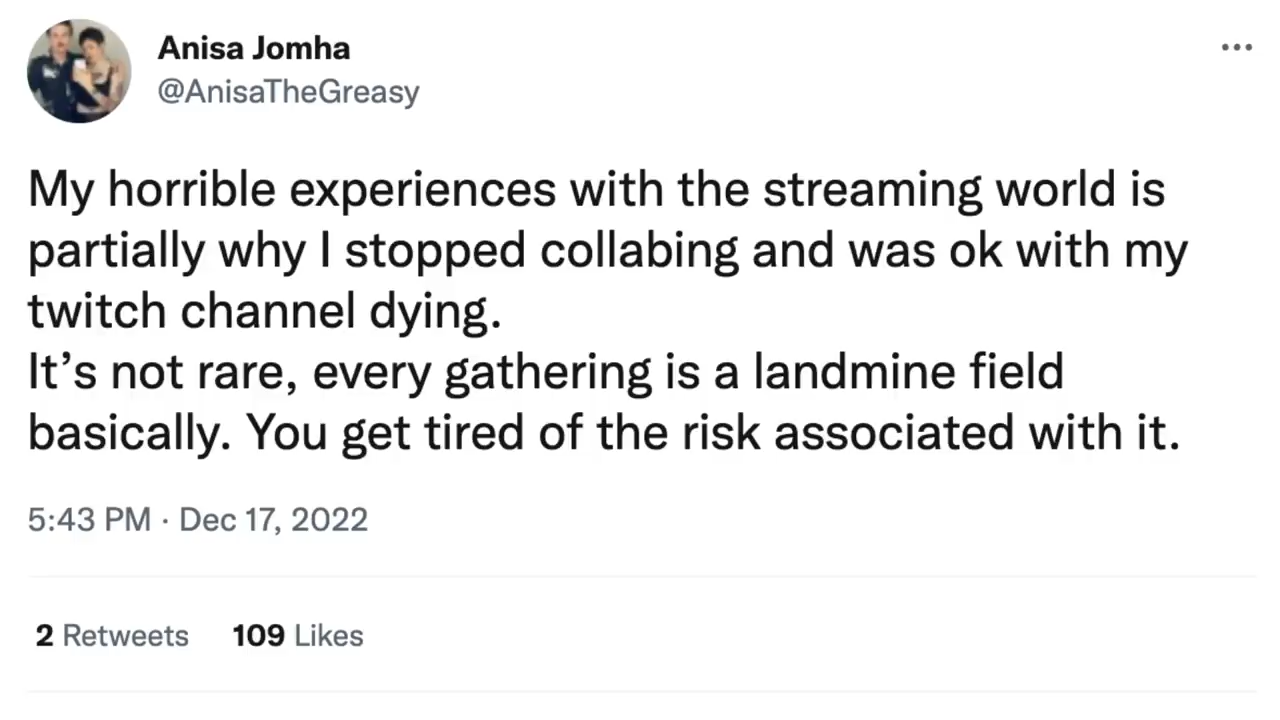 Anisa Jomha
@AnisaTheGreasy
My horrible experiences with the streaming world is
partially why I stopped collabing and was ok with my
twitch channel dying.
It’s not rare, every gathering is a landmine field
basically. You get tired of the risk associated with it.
5:43 PM · Dec 17, 2022
2 Retweets 109 Likes